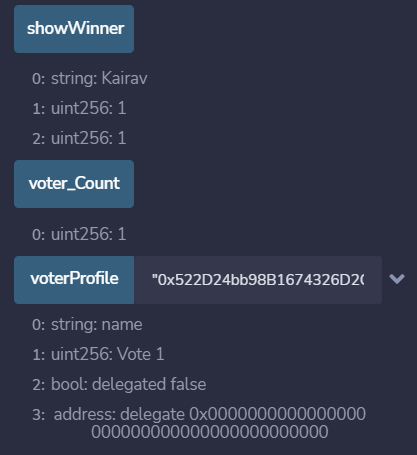 showWinner
0: string: Kairav
1: uint256: 1
2: uint256: 1
voter_Count
0: uint256: 1
voterProfile "0x522D24bb98B1674326D2(
0: string: name
1: uint256: Vote 1
2: bool: delegated false
3: address: delegate 0x0000000000000000
000000000000000000000000